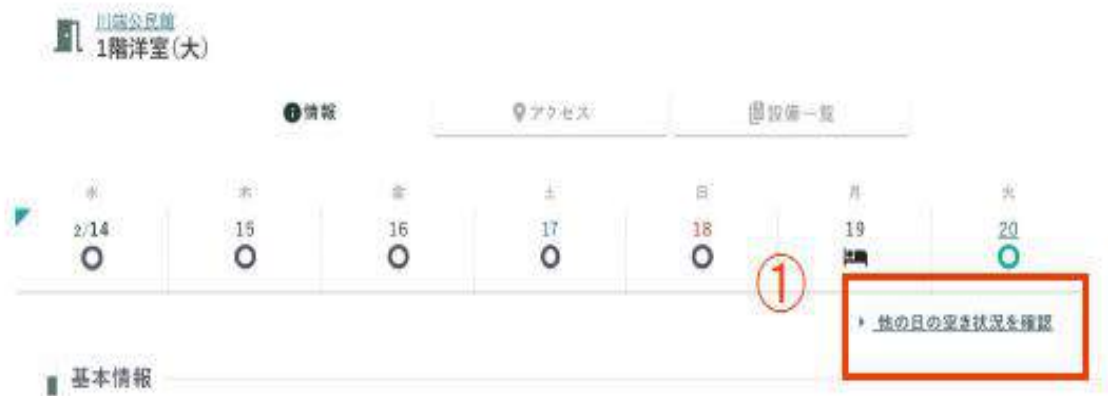 川端公民館
1階洋室(大)
情報 アクセス 設備一覧
水 木 金 土 日 月 火
2/14 15 16 17 18 19 20
①
他の日の空き状況を確認
基本情報